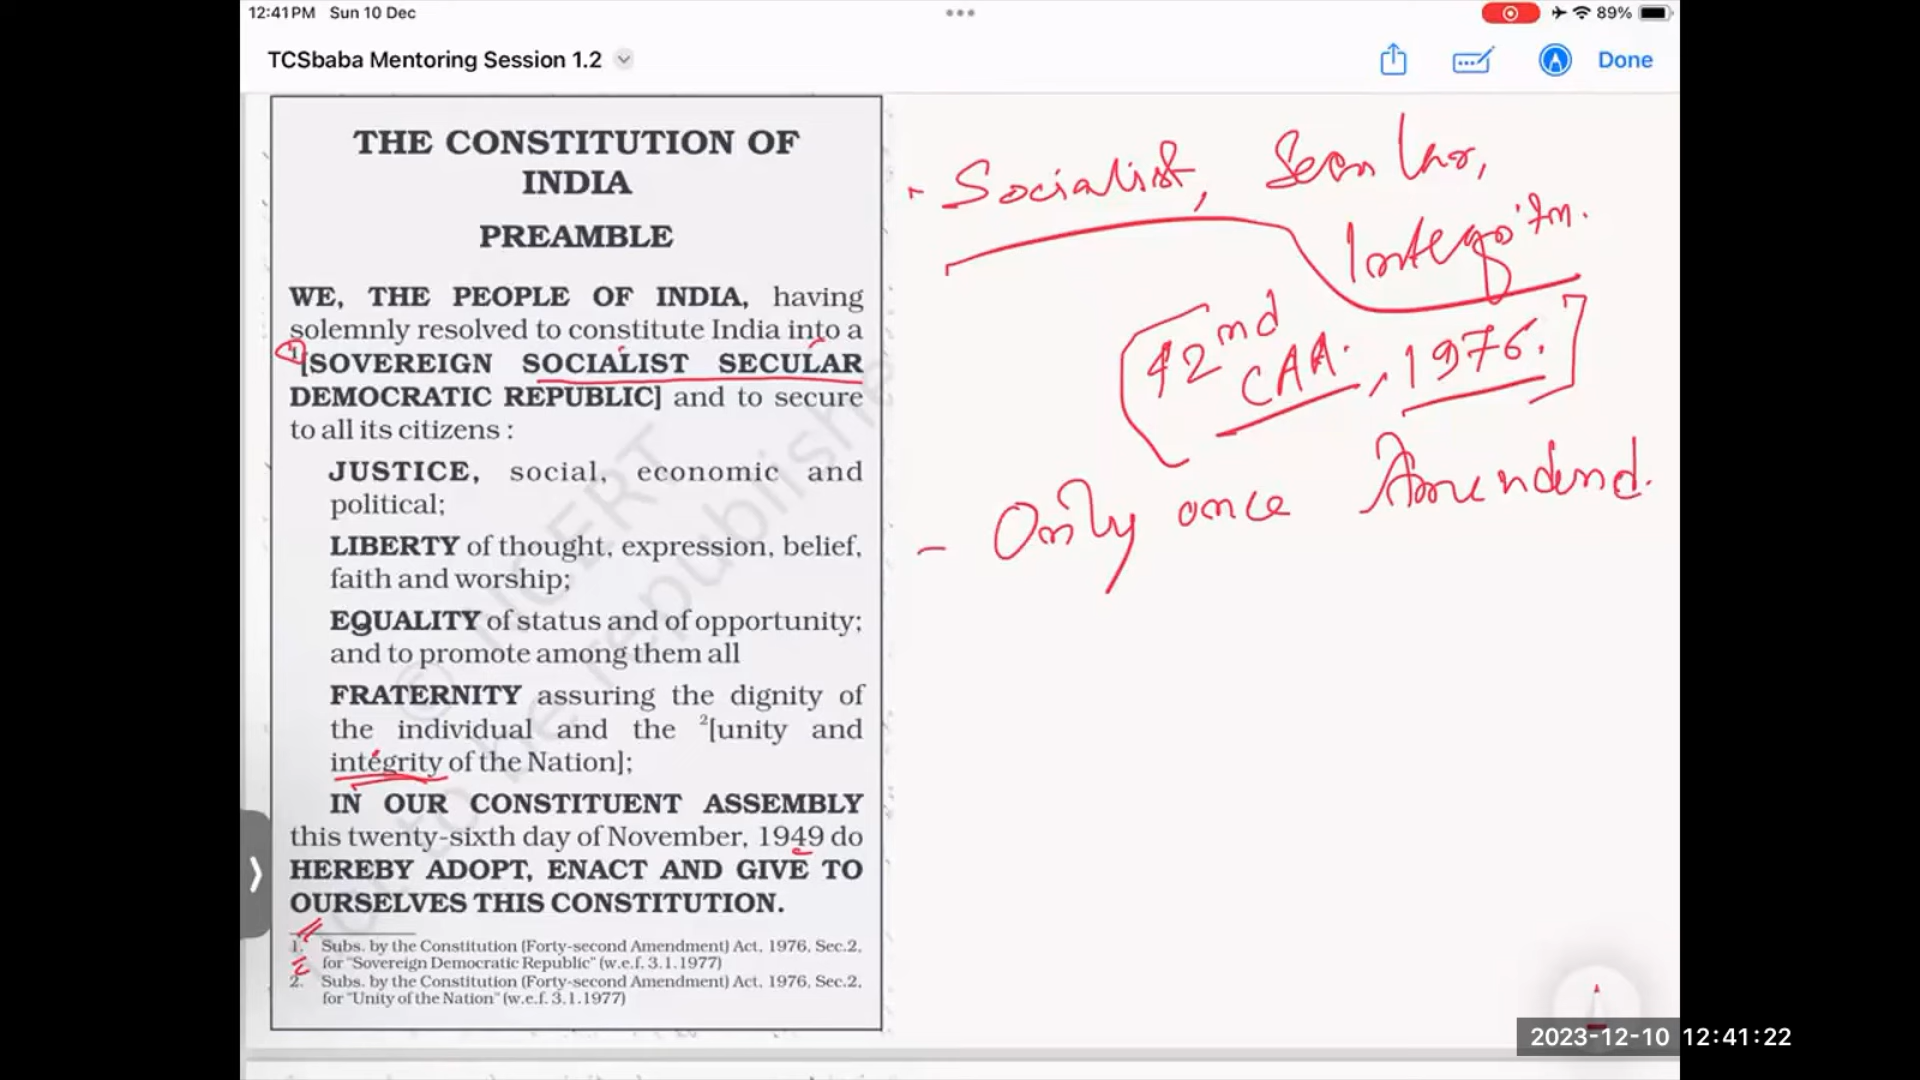 12:41 PM Sun 10 Dec
89%
TCSbaba Mentoring Session 1.2
Done
THE CONSTITUTION OF
INDIA
PREAMBLE
WE, THE PEOPLE OF INDIA, having
solemnly resolved to constitute India into a
1[SOVEREIGN SOCIALIST SECULAR
DEMOCRATIC REPUBLIC] and to secure
to all its citizens :
JUSTICE, social, economic and
political;
LIBERTY of thought, expression, belief,
faith and worship;
EQUALITY of status and of opportunity;
and to promote among them all
FRATERNITY assuring the dignity of
the individual and the 2[unity and
integrity of the Nation];
IN OUR CONSTITUENT ASSEMBLY
this twenty-sixth day of November, 1949 do
HEREBY ADOPT, ENACT AND GIVE TO
OURSELVES THIS CONSTITUTION.
1. Subs. by the Constitution (Forty-second Amendment) Act, 1976, Sec.2,
for "Sovereign Democratic Republic" (w.e.f. 3.1.1977)
2. Subs. by the Constitution (Forty-second Amendment) Act, 1976, Sec.2,
for "Unity of the Nation" (w.e.f. 3.1.1977)
© NCERT
not to be republished
- Socialist, Secular,
42nd
CAA., 1976.
- Only once Amendend.
2023-12-10 12:41:22